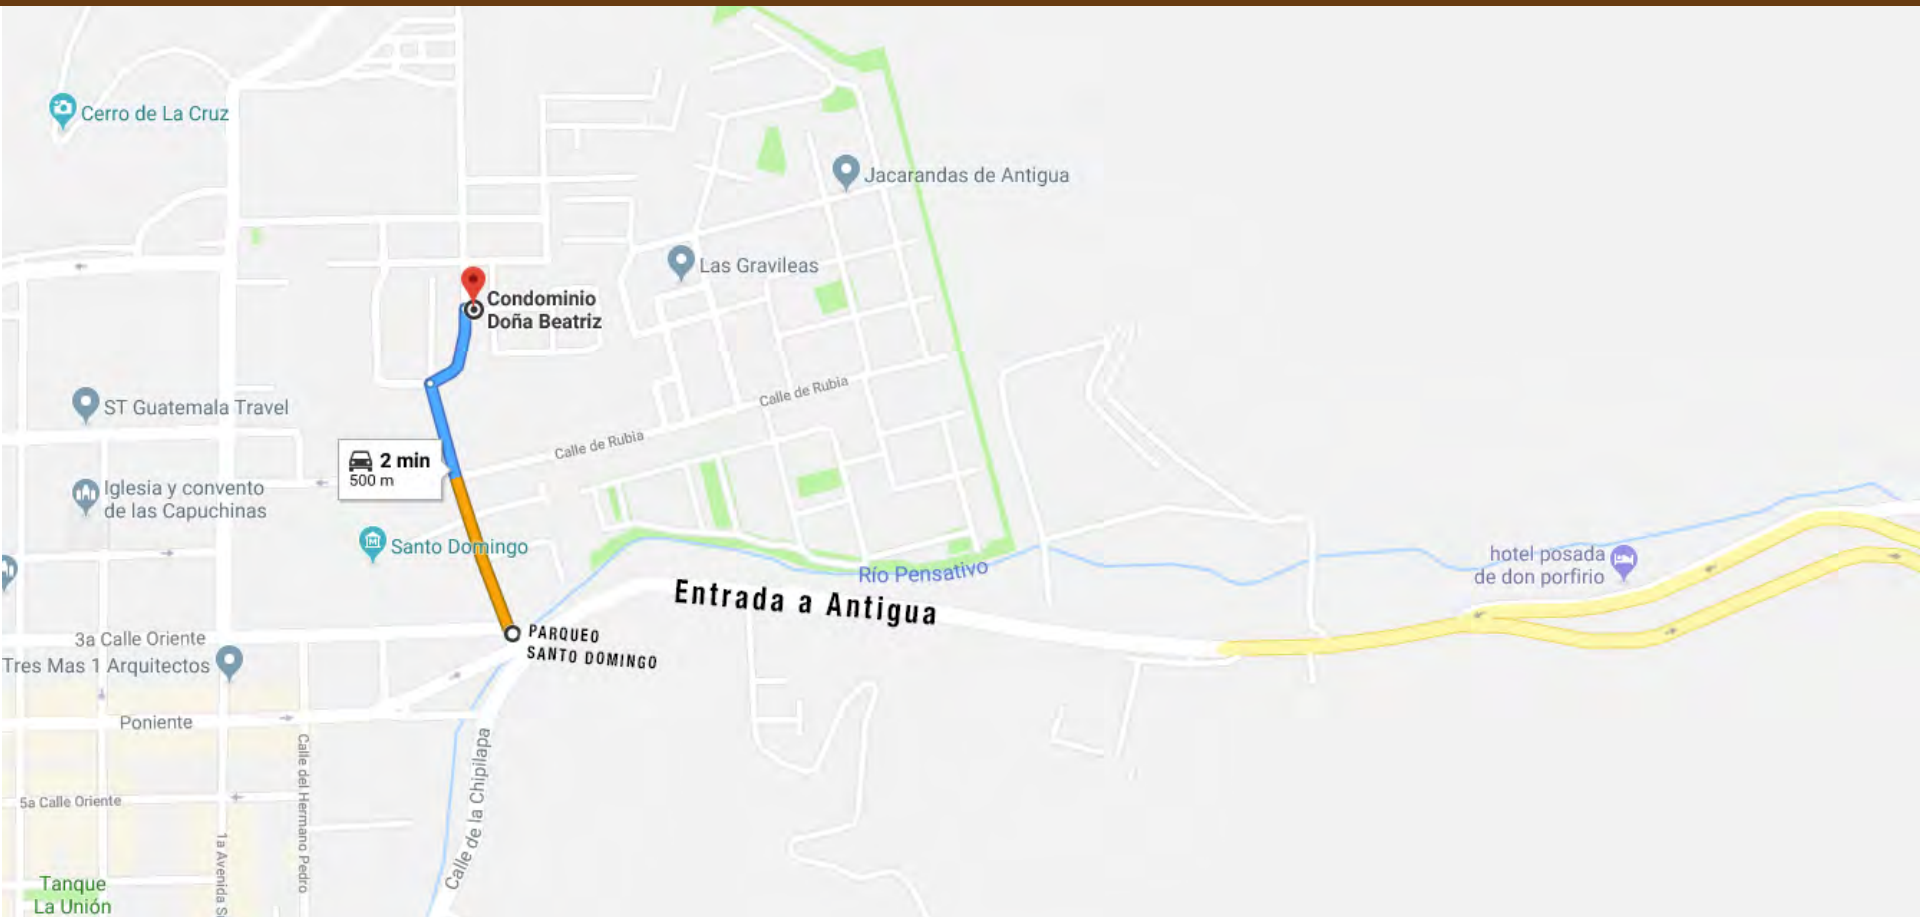 Cerro de La Cruz
Jacarandas de Antigua
Las Gravileas
Condominio
Doña Beatriz
Calle de Rubia
ST Guatemala Travel
Calle de Rubia
2 min
500 m
Iglesia y convento
de las Capuchinas
Santo Domingo
hotel posada
de don porfirio
Río Pensativo
Entrada a Antigua
PARQUEO
SANTO DOMINGO
3a Calle Oriente
Tres Mas 1 Arquitectos
Poniente
Calle del Hermano Pedro
Calle de la Chipilapa
5a Calle Oriente
1a Avenida S
Tanque
La Unión